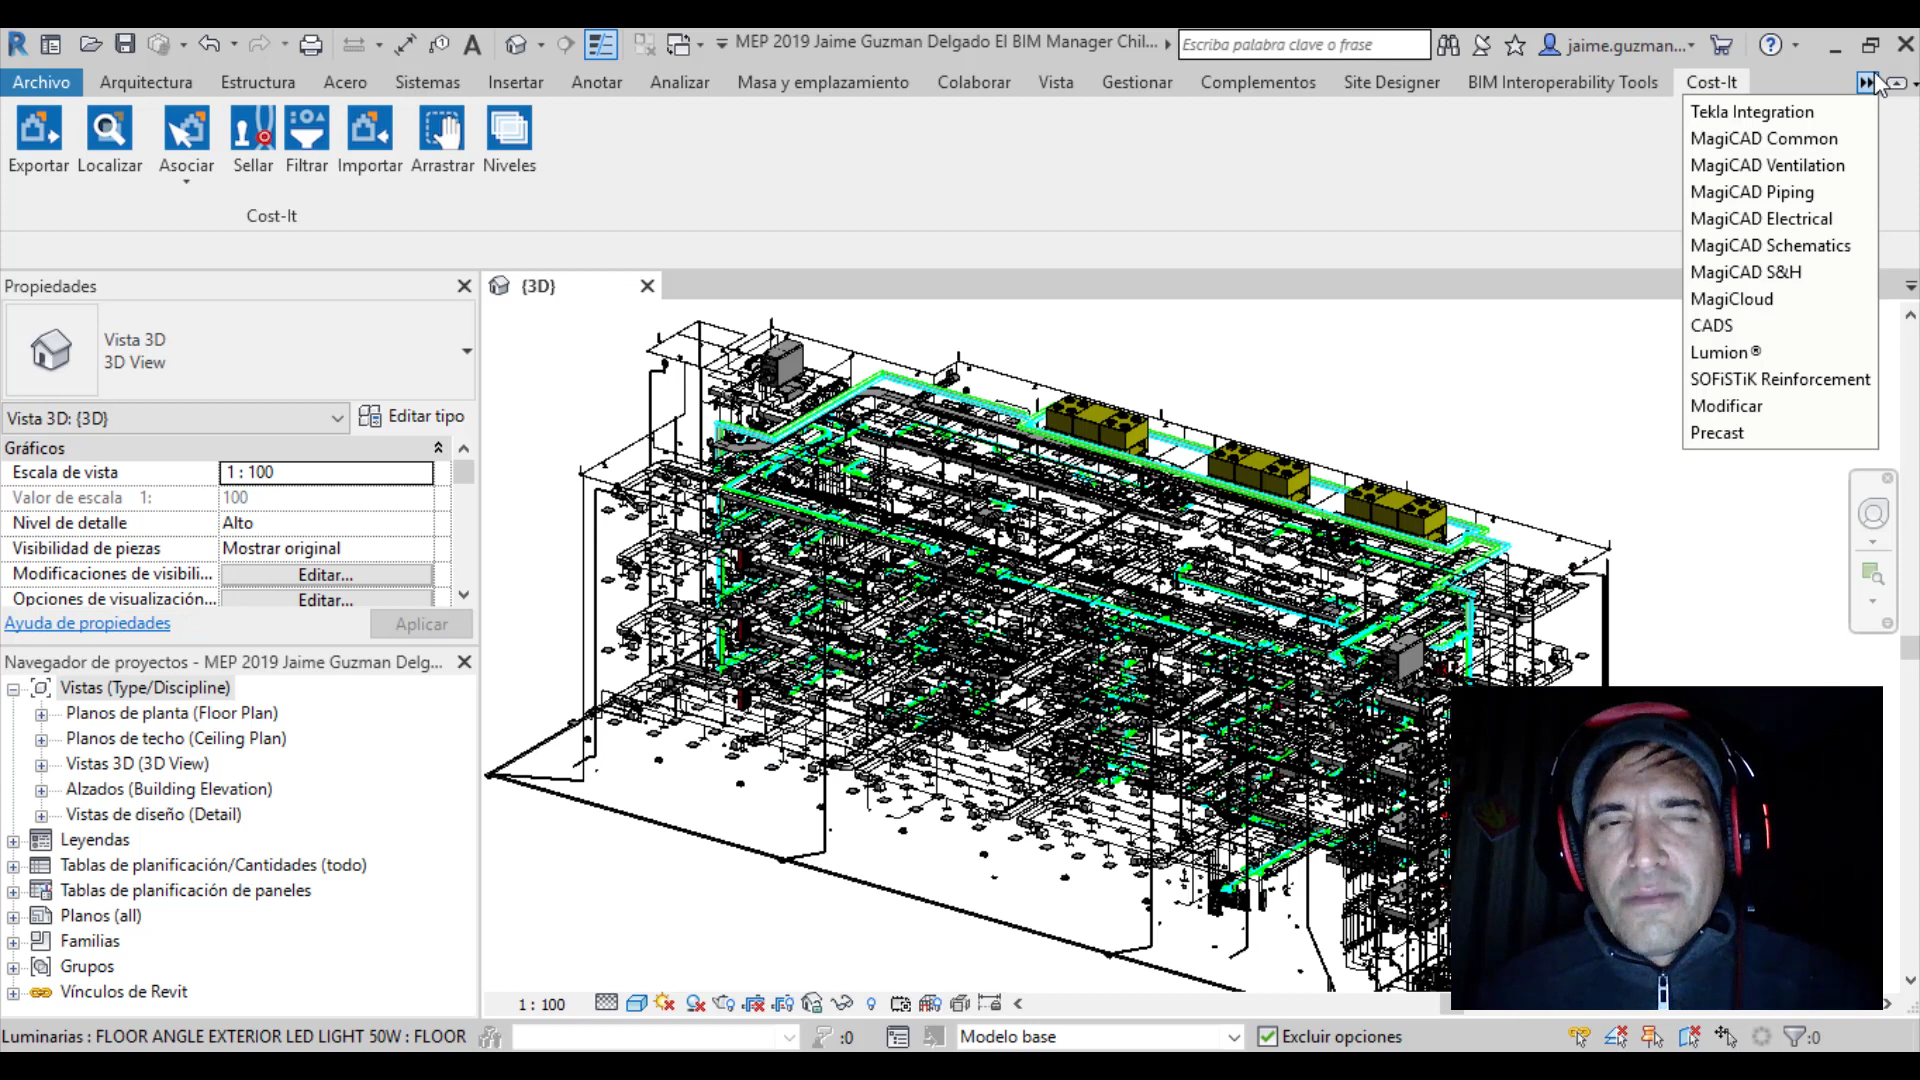 MEP 2019 Jaime Guzman Delgado El BIM Manager Chil...
Escriba palabra clave o frase
jaime.guzman...
Archivo
Arquitectura
Estructura
Acero
Sistemas
Insertar
Anotar
Analizar
Masa y emplazamiento
Colaborar
Vista
Gestionar
Complementos
Site Designer
BIM Interoperability Tools
Cost-It
Exportar
Localizar
Asociar
Sellar
Filtrar
Importar
Arrastrar
Niveles
Cost-It
Tekla Integration
MagiCAD Common
MagiCAD Ventilation
MagiCAD Piping
MagiCAD Electrical
MagiCAD Schematics
MagiCAD S&H
MagiCloud
CADS
Lumion®
SOFiSTiK Reinforcement
Modificar
Precast
Propiedades
{3D}
Vista 3D
3D View
Vista 3D: {3D}
Editar tipo
Gráficos
Escala de vista 1 : 100
Valor de escala 1: 100
Nivel de detalle Alto
Visibilidad de piezas Mostrar original
Modificaciones de visibili... Editar...
Opciones de visualización... Editar...
Ayuda de propiedades
Aplicar
Navegador de proyectos - MEP 2019 Jaime Guzman Delg...
Vistas (Type/Discipline)
Planos de planta (Floor Plan)
Planos de techo (Ceiling Plan)
Vistas 3D (3D View)
Alzados (Building Elevation)
Vistas de diseño (Detail)
Leyendas
Tablas de planificación/Cantidades (todo)
Tablas de planificación de paneles
Planos (all)
Familias
Grupos
Vínculos de Revit
1 : 100
Luminarias : FLOOR ANGLE EXTERIOR LED LIGHT 50W : FLOOR
:0
Modelo base
Excluir opciones
:0